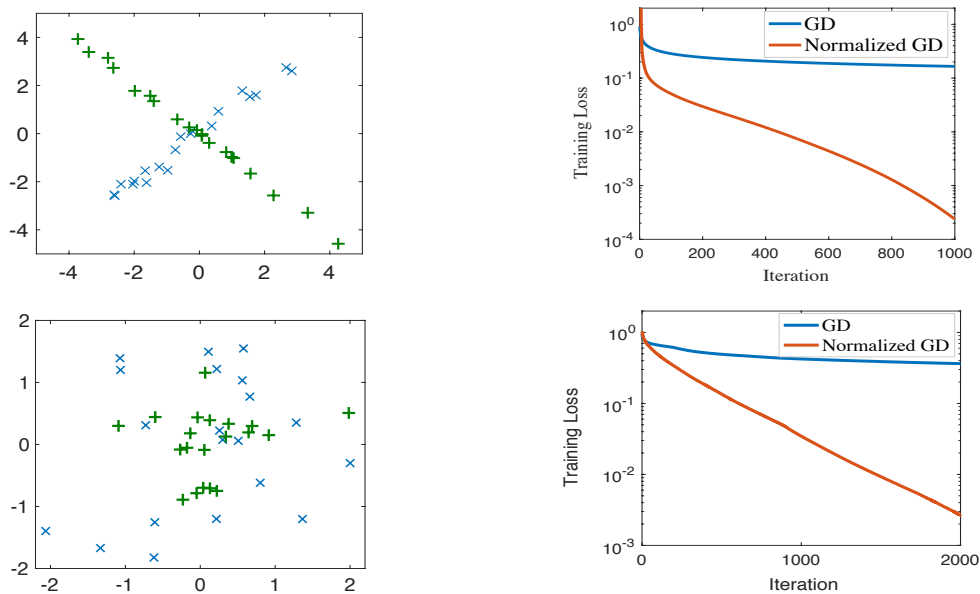 4
2
0
-2
-4
-4 -2 0 2 4
10^0
10^-1
10^-2
10^-3
10^-4
Training Loss
GD
Normalized GD
0 200 400 600 800 1000
Iteration
2
1
0
-1
-2
-2 -1 0 1 2
10^0
10^-1
10^-2
10^-3
Training Loss
GD
Normalized GD
0 1000 2000
Iteration